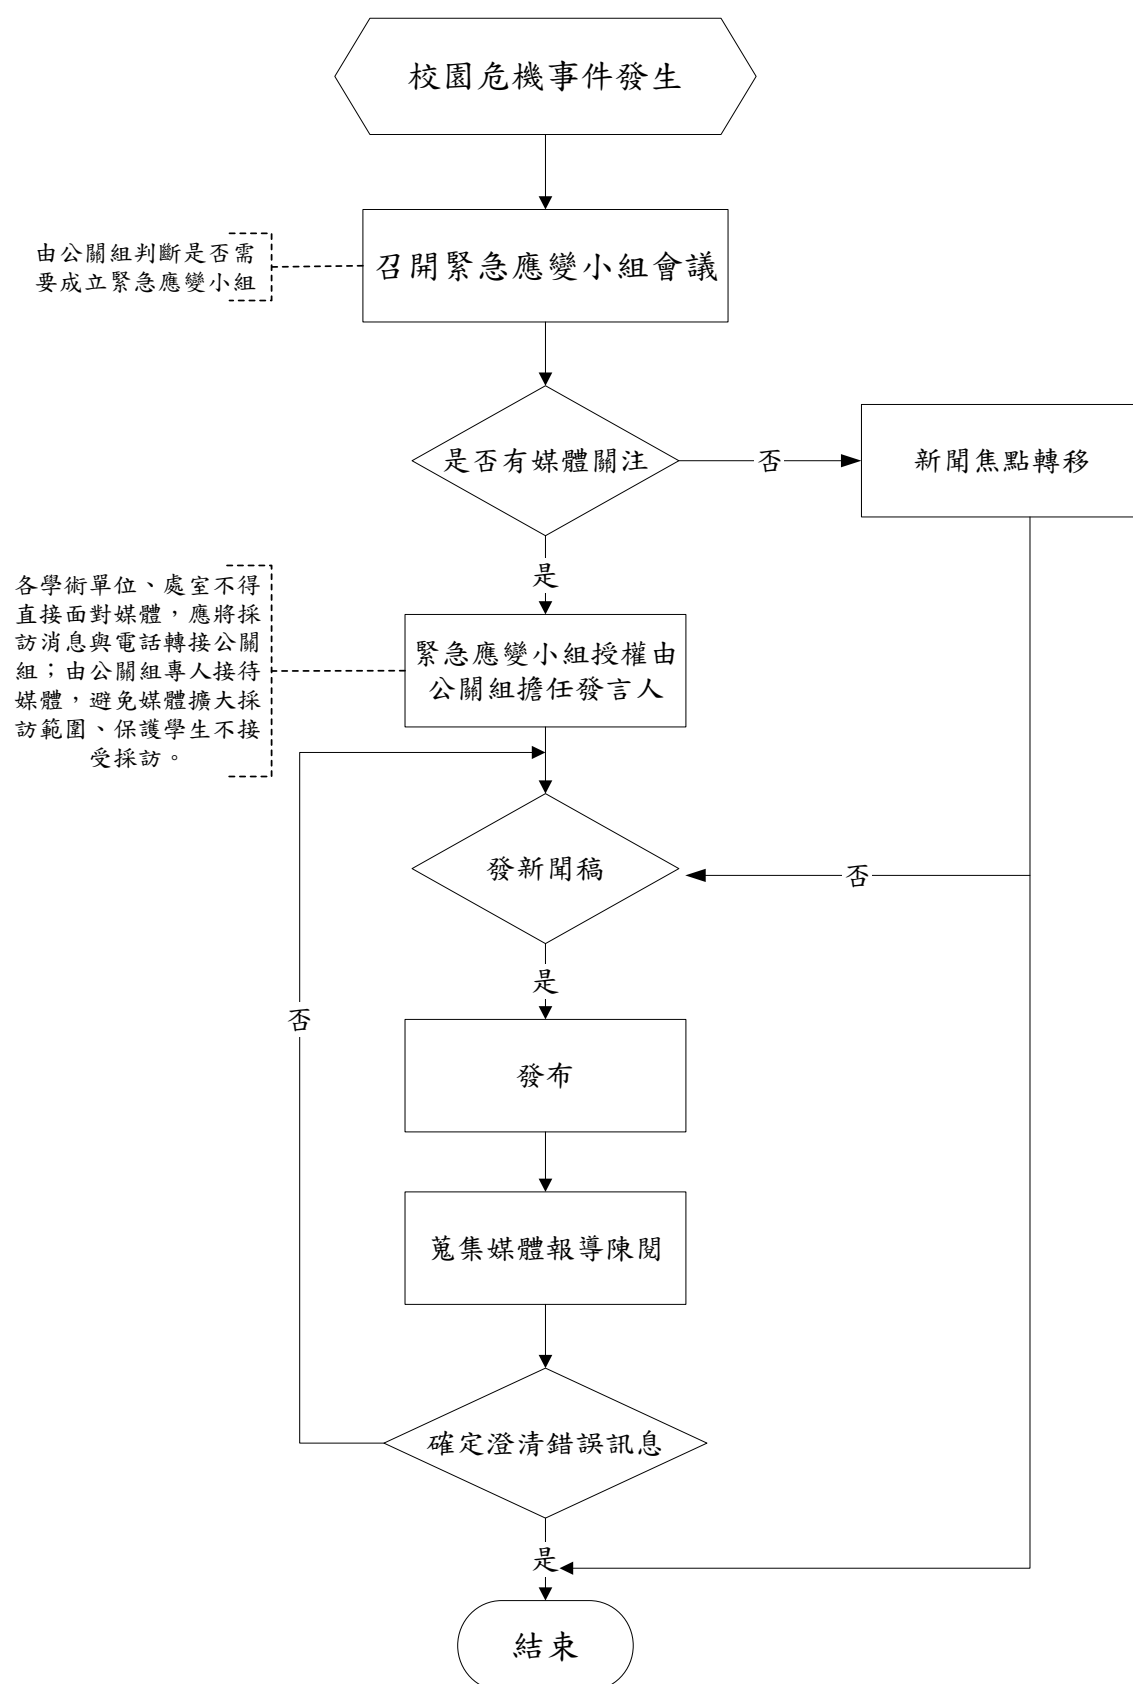 校園危機事件發生
由公關組判斷是否需
要成立緊急應變小組
召開緊急應變小組會議
是否有媒體關注
否
新聞焦點轉移
是
各學術單位、處室不得
直接面對媒體，應將採
訪消息與電話轉接公關
組；由公關組專人接待
媒體，避免媒體擴大採
訪範圍、保護學生不接
受採訪。
緊急應變小組授權由
公關組擔任發言人
發新聞稿
否
是
否
發布
蒐集媒體報導陳閱
確定澄清錯誤訊息
是
結束